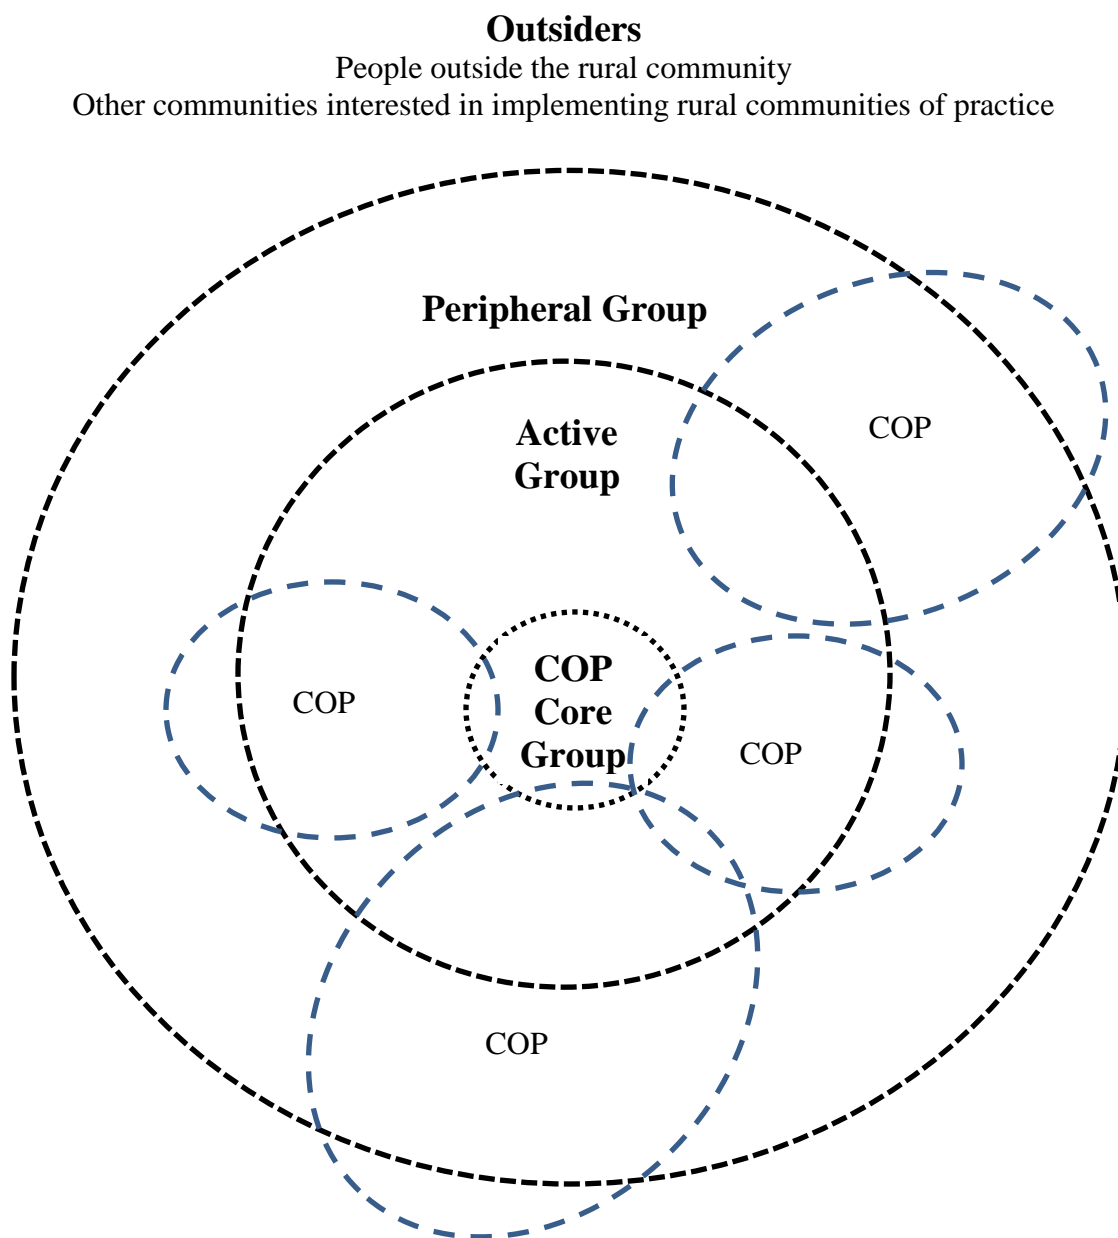 Outsiders
People outside the rural community
Other communities interested in implementing rural communities of practice
Peripheral Group
COP
Active
Group
COP
Core
Group
COP
COP
COP